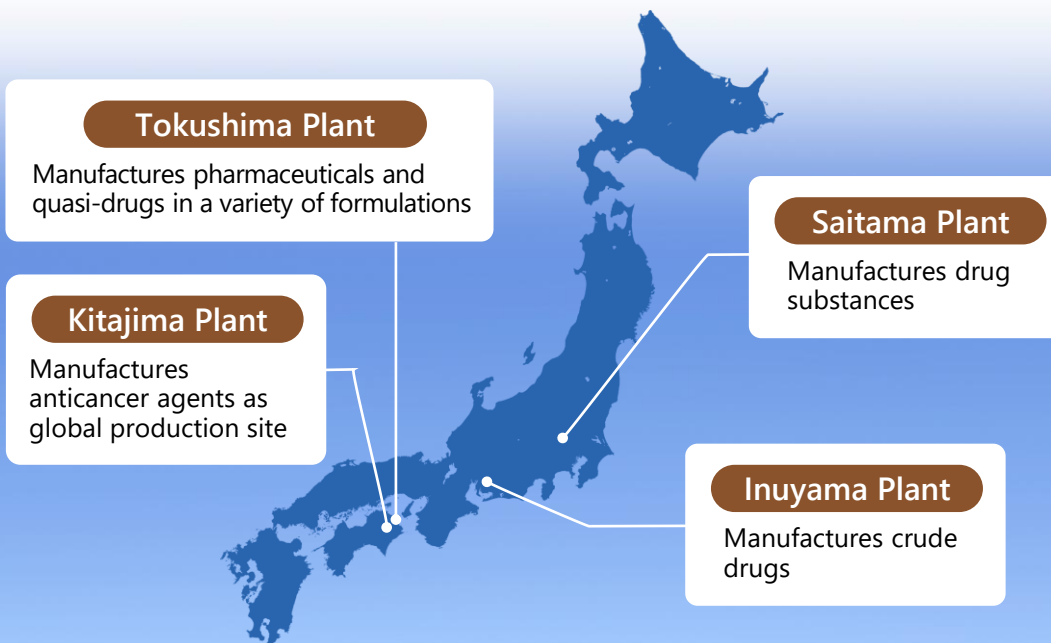 Tokushima Plant
Manufactures pharmaceuticals and
quasi-drugs in a variety of formulations
Kitajima Plant
Manufactures
anticancer agents as
global production site
Saitama Plant
Manufactures drug
substances
Inuyama Plant
Manufactures crude
drugs